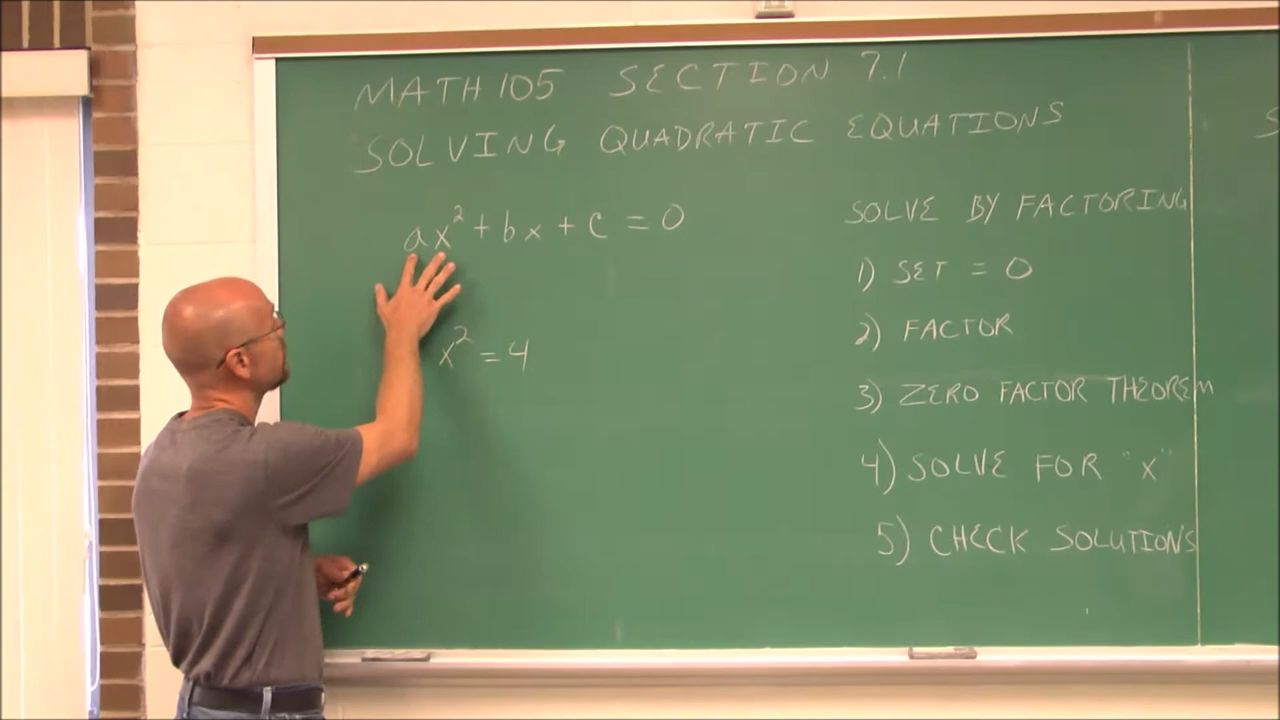 MATH 105 SECTION 7.1
SOLVING QUADRATIC EQUATIONS
ax² + bx + c = 0
x² = 4
SOLVE BY FACTORING
1) SET = 0
2) FACTOR
3) ZERO FACTOR THEOREM
4) SOLVE FOR "x"
5) CHECK SOLUTIONS